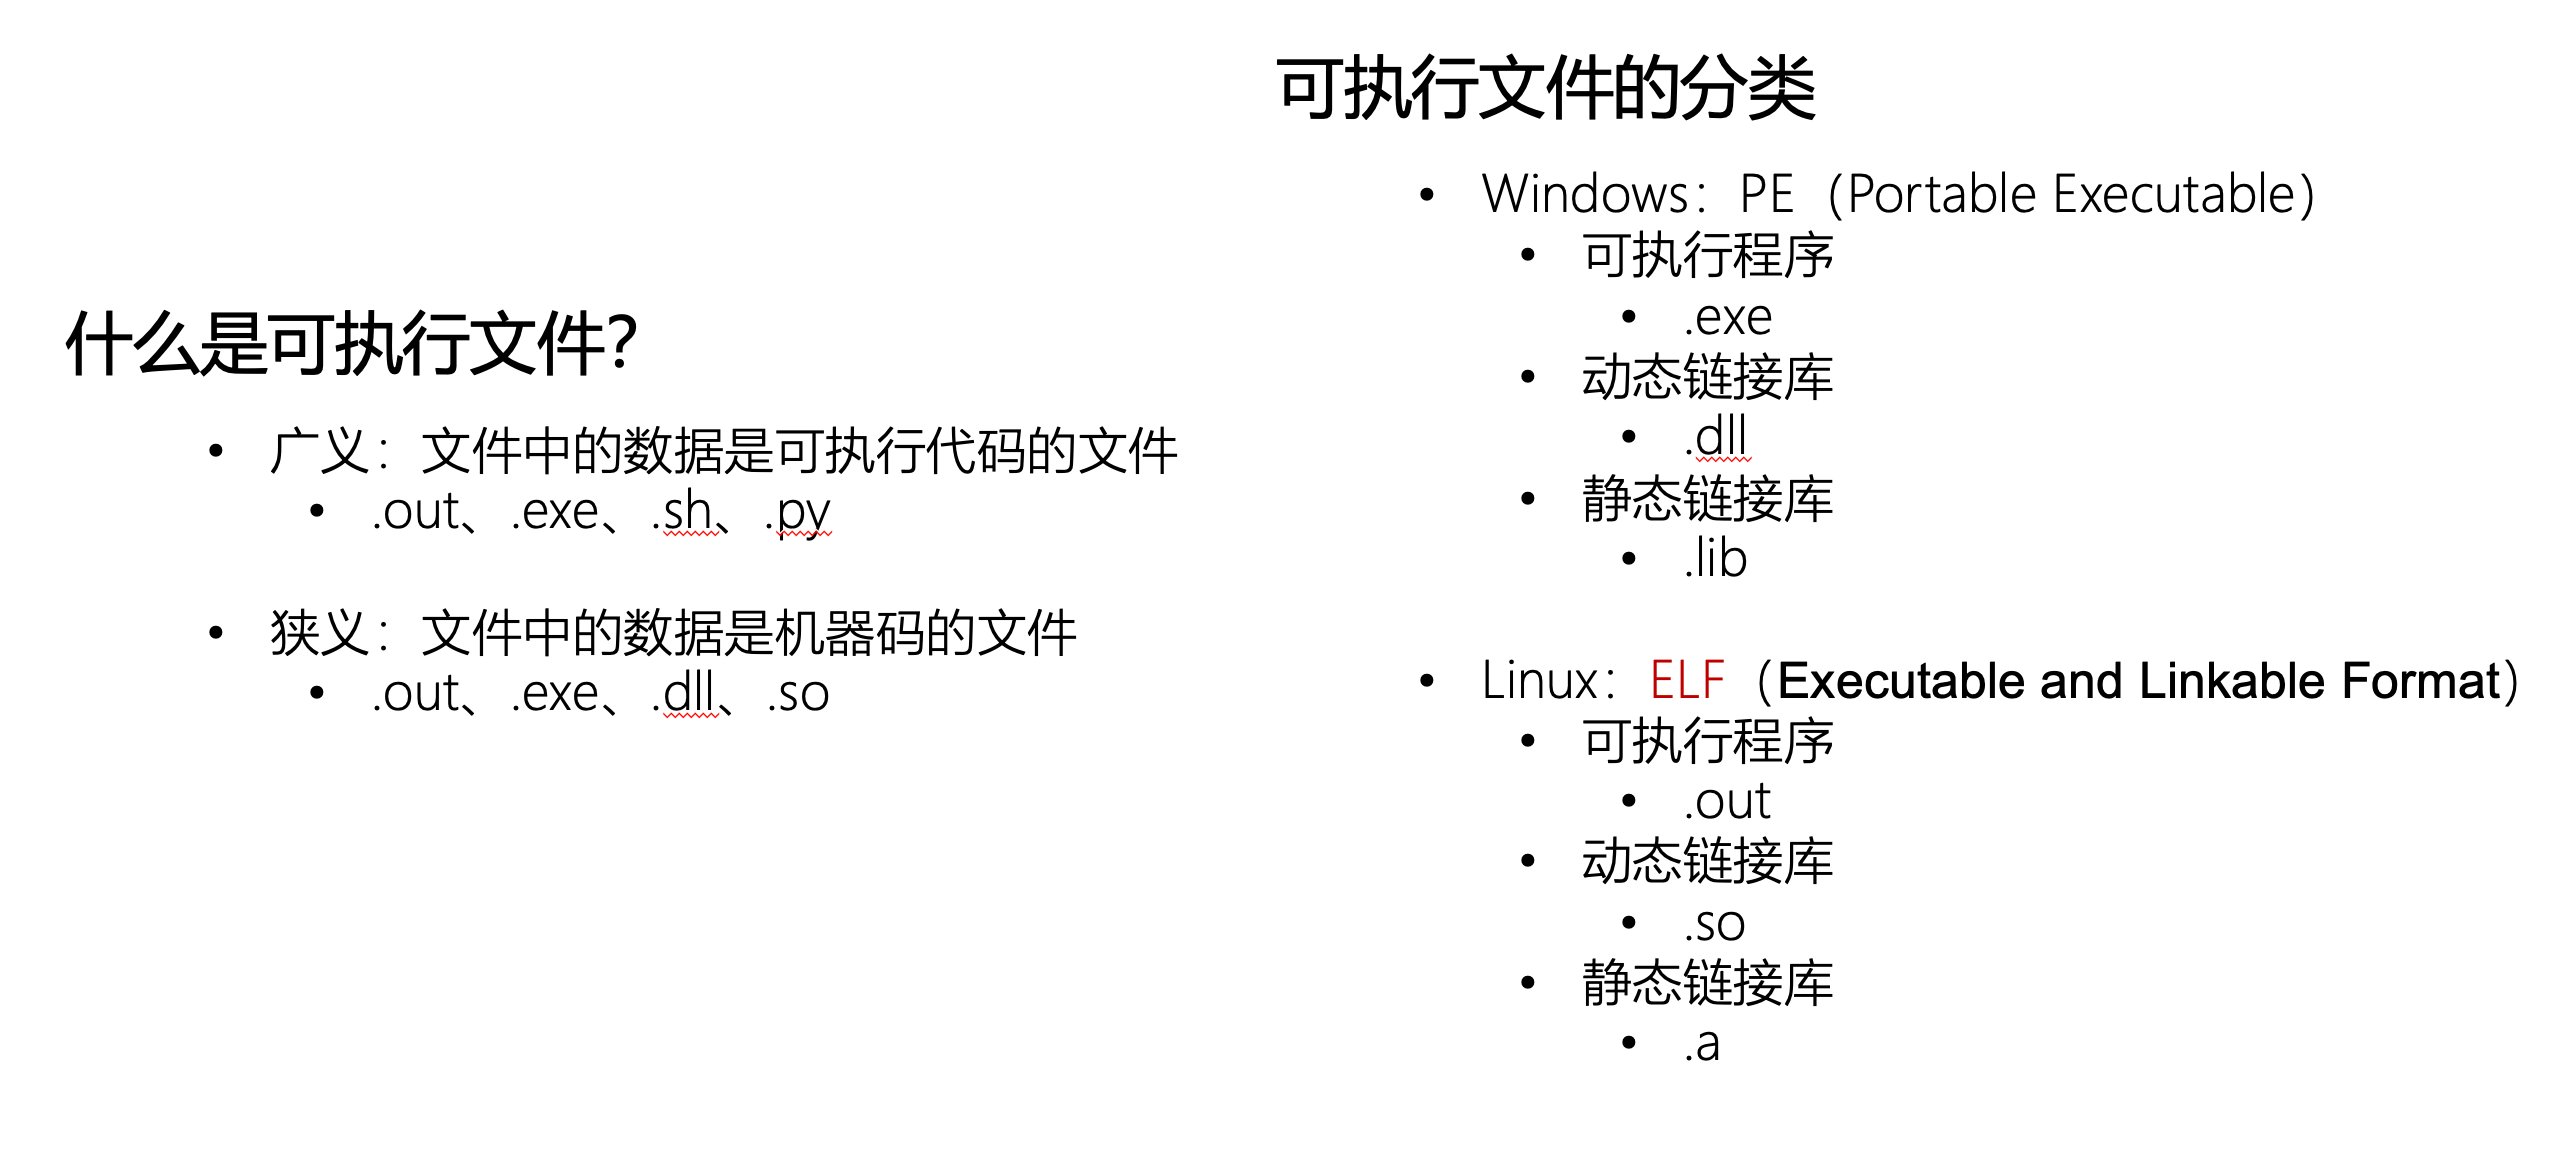 什么是可执行文件？
• 广义：文件中的数据是可执行代码的文件
• .out、.exe、.sh、.py
• 狭义：文件中的数据是机器码的文件
• .out、.exe、.dll、.so
可执行文件的分类
• Windows：PE（Portable Executable）
• 可执行程序
• .exe
• 动态链接库
• .dll
• 静态链接库
• .lib
• Linux：ELF（Executable and Linkable Format）
• 可执行程序
• .out
• 动态链接库
• .so
• 静态链接库
• .a